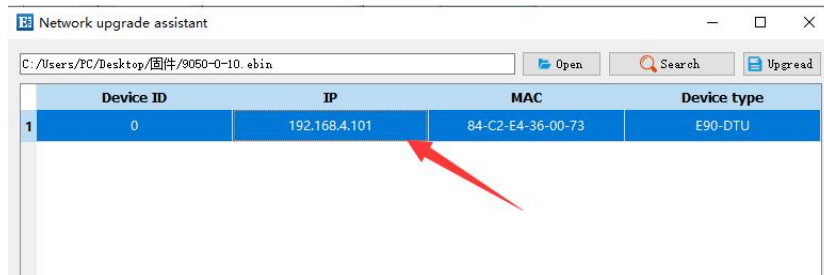 Network upgrade assistant
C:/Users/PC/Desktop/固件/9050-0-10.ebin Open Search Upgread
Device ID IP MAC Device type
1 0 192.168.4.101 84-C2-E4-36-00-73 E90-DTU